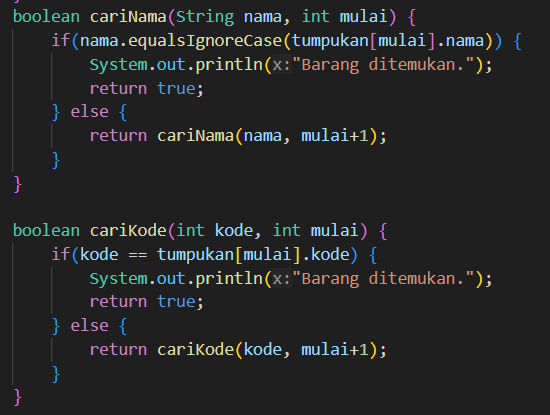 boolean cariNama(String nama, int mulai) {
    if(nama.equalsIgnoreCase(tumpukan[mulai].nama)) {
        System.out.println(x:"Barang ditemukan.");
        return true;
    } else {
        return cariNama(nama, mulai+1);
    }
}

boolean cariKode(int kode, int mulai) {
    if(kode == tumpukan[mulai].kode) {
        System.out.println(x:"Barang ditemukan.");
        return true;
    } else {
        return cariKode(kode, mulai+1);
    }
}